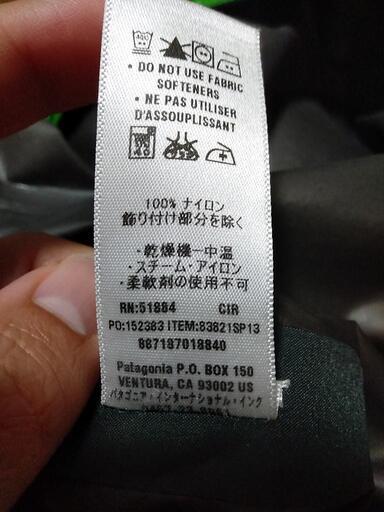 • DO NOT USE FABRIC
SOFTENERS
• NE PAS UTILISER
D'ASSOUPLISSANT
100% ナイロン
飾り付け部分を除く
・乾燥機－中温
・スチーム・アイロン
・柔軟剤の使用不可
RN:51884 CIR
PO:152383 ITEM:83821SP13
887187018840
Patagonia P.O. BOX 150
VENTURA, CA 93002 US
パタゴニア・インターナショナル・インク